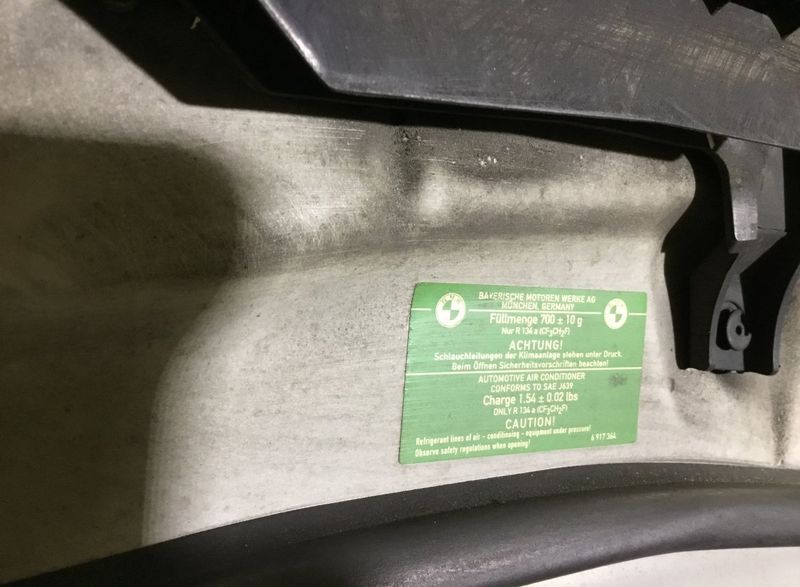 BAYERISCHE MOTOREN WERKE AG
MÜNCHEN, GERMANY
Füllmenge 700 ± 10 g
Nur R 134 a (CF₃CH₂F)
ACHTUNG!
Schlauchleitungen der Klimaanlage stehen unter Druck.
Beim Öffnen Sicherheitsvorschriften beachten!
AUTOMOTIVE AIR CONDITIONER
CONFORMS TO SAE J639
Charge 1.54 ± 0.02 lbs
ONLY R 134 a (CF₃CH₂F)
CAUTION!
Refrigerant lines of air - conditioning - equipment under pressure!
Observe safety regulations when opening!
6 917 364